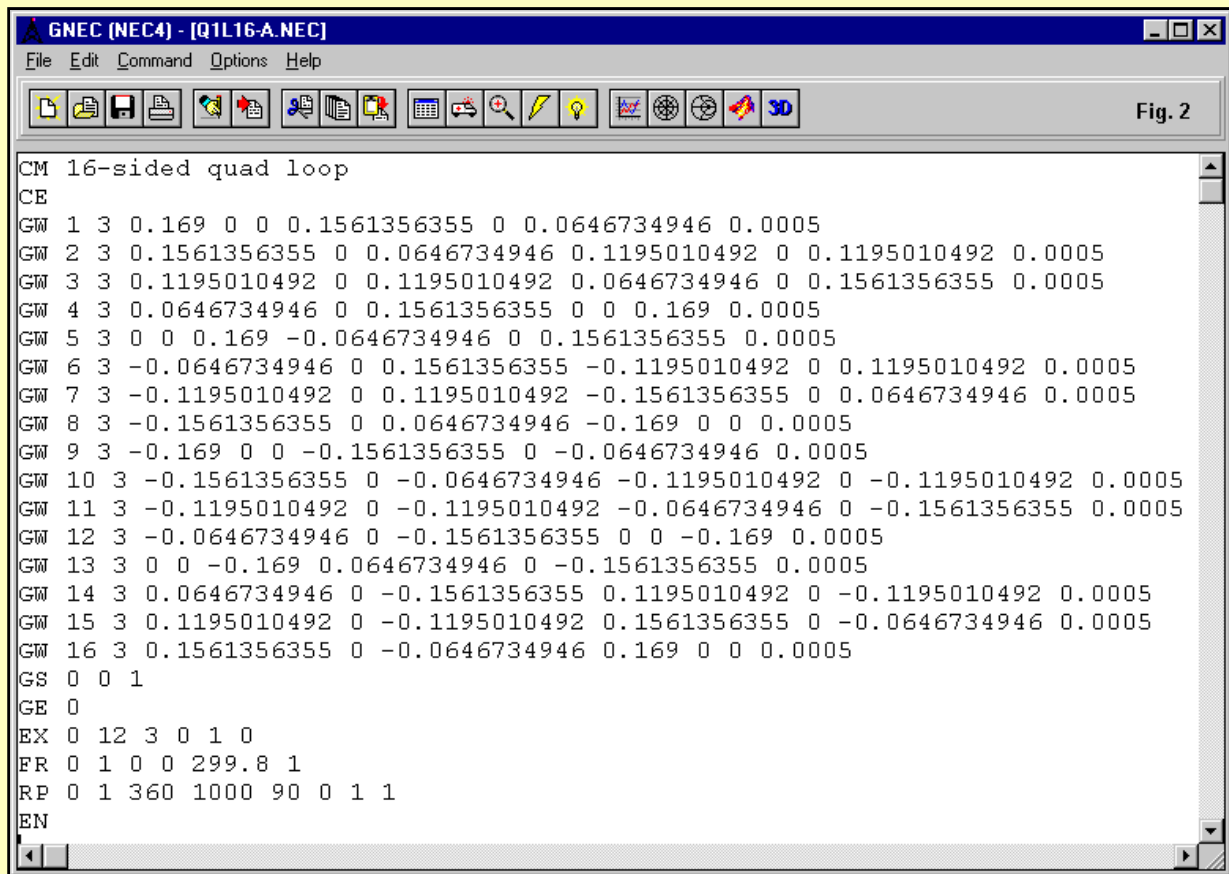 GNEC (NEC4) - [Q1L16-A.NEC]
File Edit Command Options Help
3D
Fig. 2
CM 16-sided quad loop
CE
GW 1 3 0.169 0 0 0.1561356355 0 0.0646734946 0.0005
GW 2 3 0.1561356355 0 0.0646734946 0.1195010492 0 0.1195010492 0.0005
GW 3 3 0.1195010492 0 0.1195010492 0.0646734946 0 0.1561356355 0.0005
GW 4 3 0.0646734946 0 0.1561356355 0 0 0.169 0.0005
GW 5 3 0 0 0.169 -0.0646734946 0 0.1561356355 0.0005
GW 6 3 -0.0646734946 0 0.1561356355 -0.1195010492 0 0.1195010492 0.0005
GW 7 3 -0.1195010492 0 0.1195010492 -0.1561356355 0 0.0646734946 0.0005
GW 8 3 -0.1561356355 0 0.0646734946 -0.169 0 0 0.0005
GW 9 3 -0.169 0 0 -0.1561356355 0 -0.0646734946 0.0005
GW 10 3 -0.1561356355 0 -0.0646734946 -0.1195010492 0 -0.1195010492 0.0005
GW 11 3 -0.1195010492 0 -0.1195010492 -0.0646734946 0 -0.1561356355 0.0005
GW 12 3 -0.0646734946 0 -0.1561356355 0 0 -0.169 0.0005
GW 13 3 0 0 -0.169 0.0646734946 0 -0.1561356355 0.0005
GW 14 3 0.0646734946 0 -0.1561356355 0.1195010492 0 -0.1195010492 0.0005
GW 15 3 0.1195010492 0 -0.1195010492 0.1561356355 0 -0.0646734946 0.0005
GW 16 3 0.1561356355 0 -0.0646734946 0.169 0 0 0.0005
GS 0 0 1
GE 0
EX 0 12 3 0 1 0
FR 0 1 0 0 299.8 1
RP 0 1 360 1000 90 0 1 1
EN